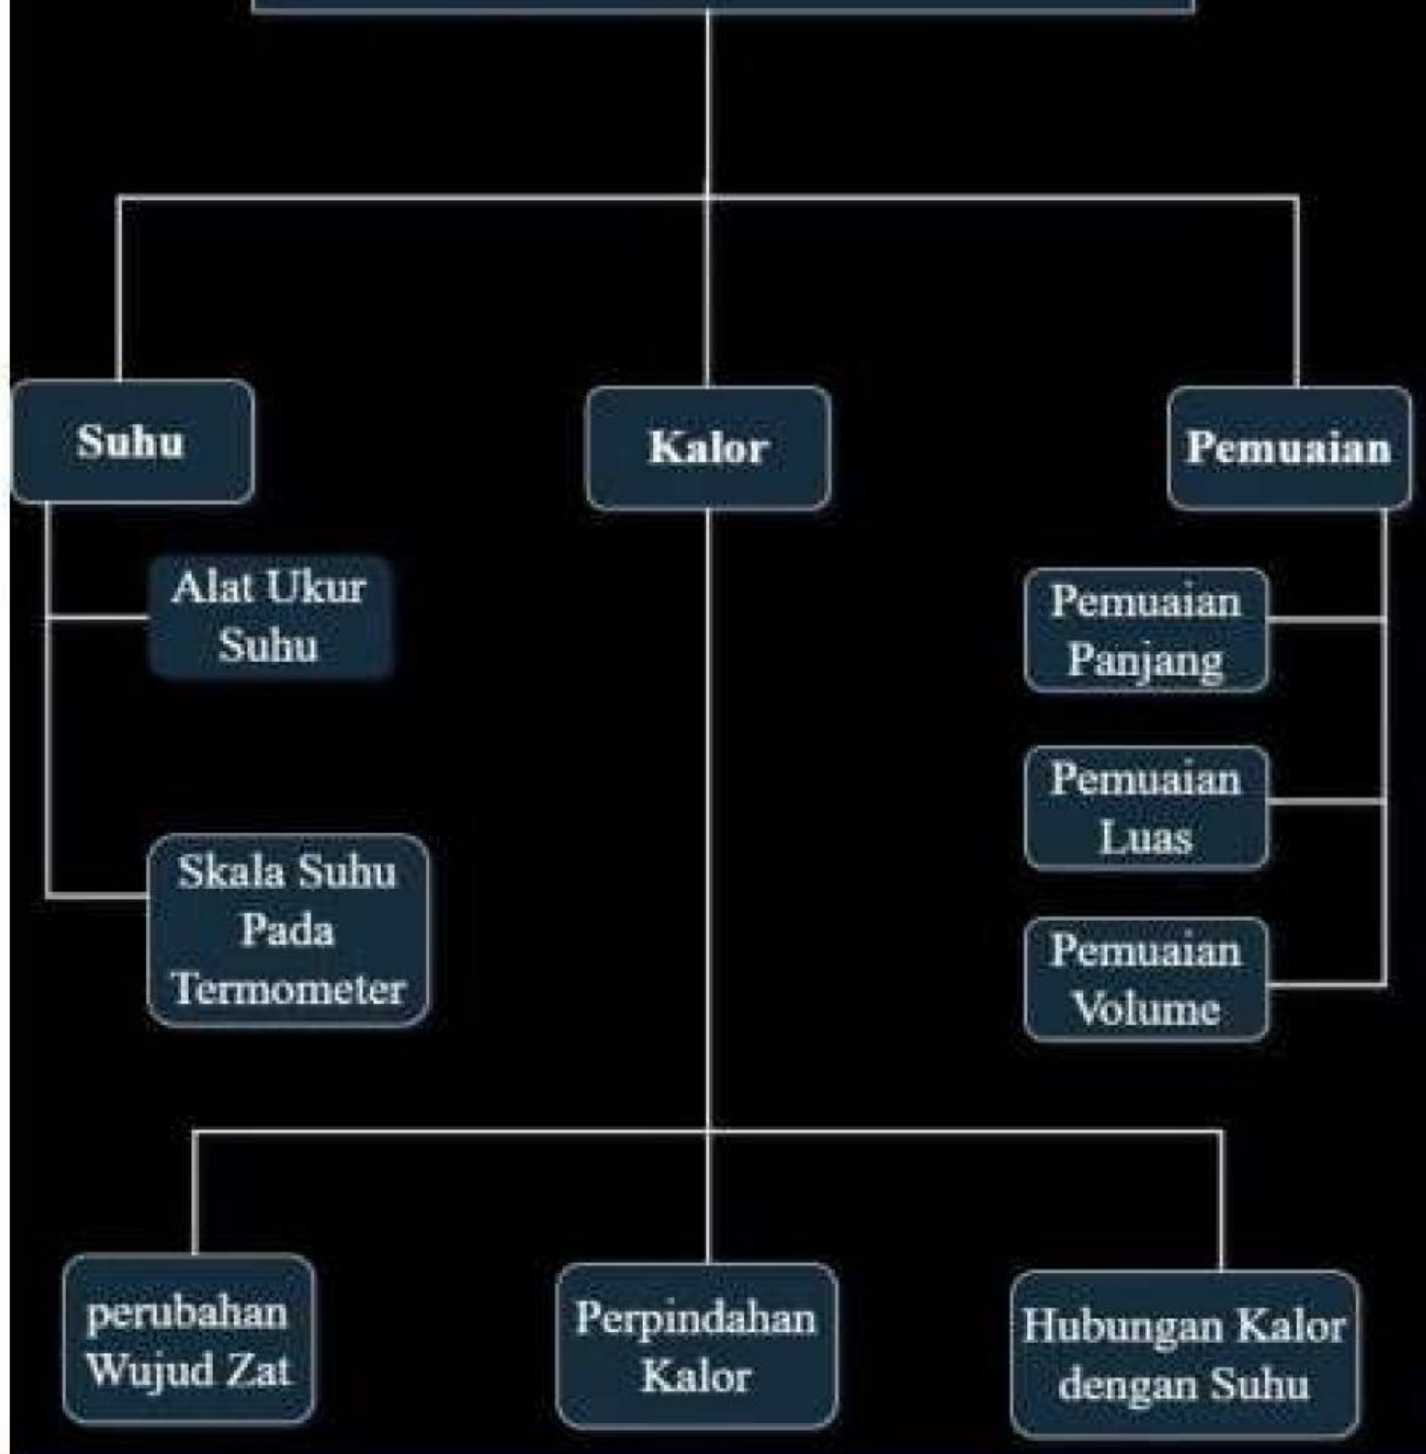 Suhu
Kalor
Pemuaian
Alat Ukur
Suhu
Pemuaian
Panjang
Pemuaian
Luas
Skala Suhu
Pada
Termometer
Pemuaian
Volume
perubahan
Wujud Zat
Perpindahan
Kalor
Hubungan Kalor
dengan Suhu